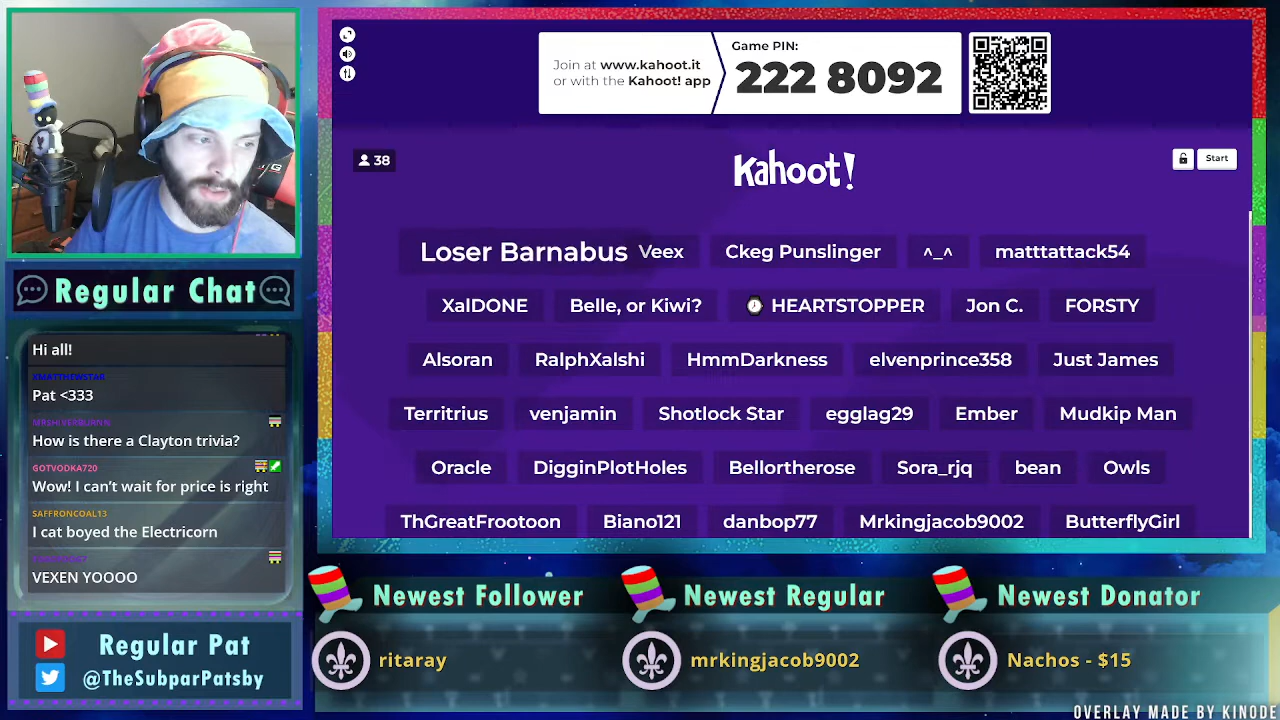 Join at www.kahoot.it
or with the Kahoot! app
Game PIN:
222 8092
38
Kahoot!
Start
Loser Barnabus Veex Ckeg Punslinger ^_^ matttattack54
XalDONE Belle, or Kiwi? HEARTSTOPPER Jon C. FORSTY
Alsoran RalphXalshi HmmDarkness elvenprince358 Just James
Territrius venjamin Shotlock Star egglag29 Ember Mudkip Man
Oracle DigginPlotHoles Bellortherose Sora_rjq bean Owls
ThGreatFrootoon Biano121 danbop77 Mrkingjacob9002 ButterflyGirl
Regular Chat
Hi all!
XMATTHEWSTAR
Pat <333
How is there a Clayton trivia?
GOTVODKA720
Wow! I can't wait for price is right
SAFFRONCOAL13
I cat boyed the Electricorn
VEXEN YOOOO
Regular Pat
@TheSubparPatsby
Newest Follower
ritaray
Newest Regular
mrkingjacob9002
Newest Donator
Nachos - $15
OVERLAY MADE BY KINODE